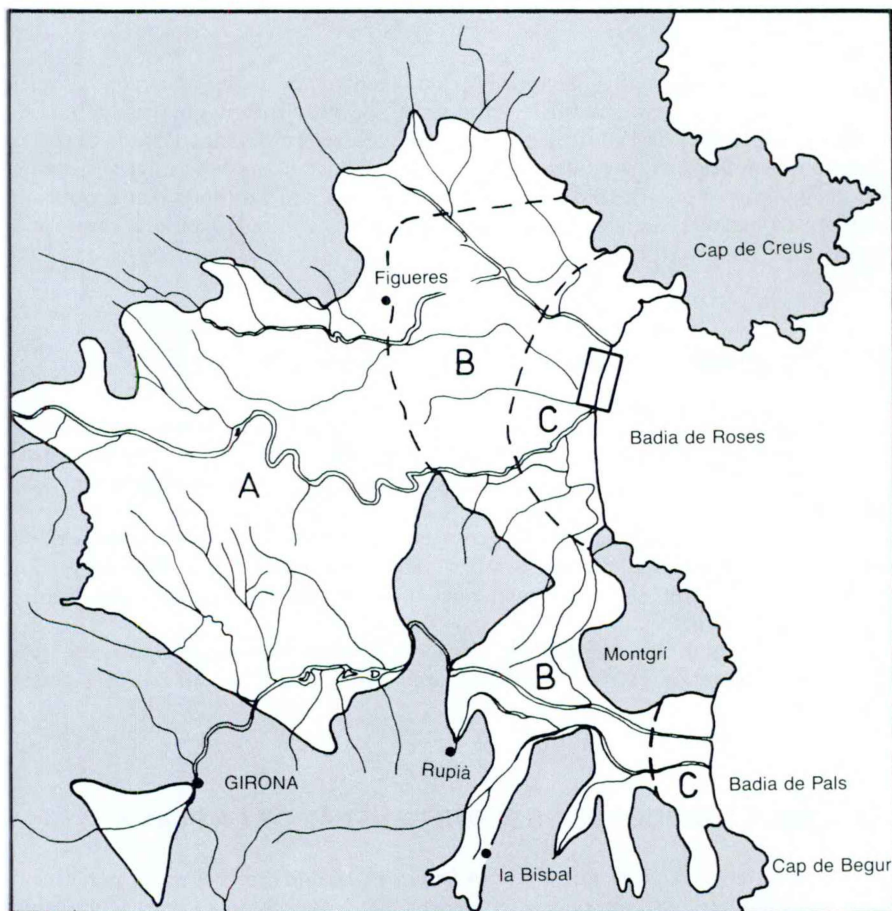 Cap de Creus
Figueres
B
C
Badia de Roses
A
Montgrí
B
Rupià
GIRONA
Badia de Pals
C
la Bisbal
Cap de Begur